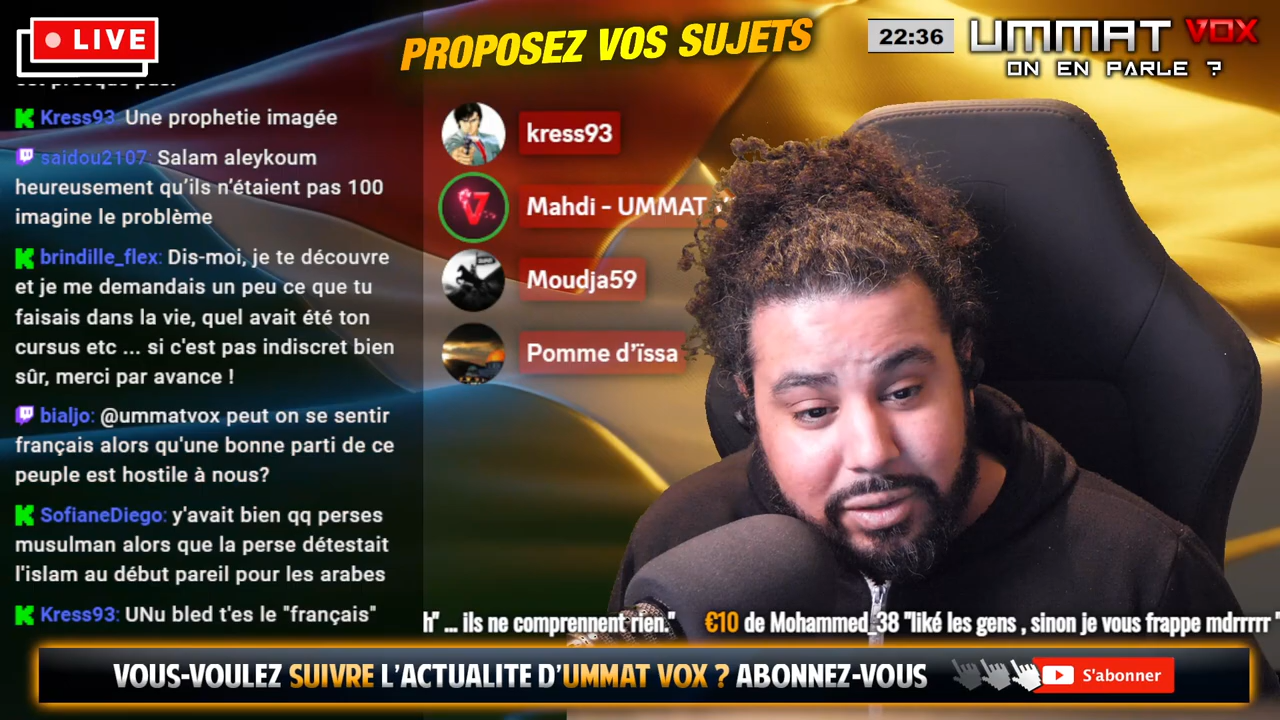 LIVE
PROPOSEZ VOS SUJETS
22:36
UMMAT VOX
ON EN PARLE ?
Kress93: Une prophetie imagée
saidou2107: Salam aleykoum
heureusement qu'ils n'étaient pas 100
imagine le problème
brindille_flex: Dis-moi, je te découvre
et je me demandais un peu ce que tu
faisais dans la vie, quel avait été ton
cursus etc ... si c'est pas indiscret bien
sûr, merci par avance !
bialjo: @ummatvox peut on se sentir
français alors qu'une bonne parti de ce
peuple est hostile à nous?
SofianeDiego: y'avait bien qq perses
musulman alors que la perse détestait
l'islam au début pareil pour les arabes
Kress93: UNu bled t'es le "français"
kress93
Mahdi - UMMAT
Moudja59
Pomme d'ïssa
h" ... ils ne comprennent rien." €10 de Mohammed_38 "liké les gens , sinon je vous frappe mdrrrrr "
VOUS-VOULEZ SUIVRE L'ACTUALITE D'UMMAT VOX ? ABONNEZ-VOUS
S'abonner